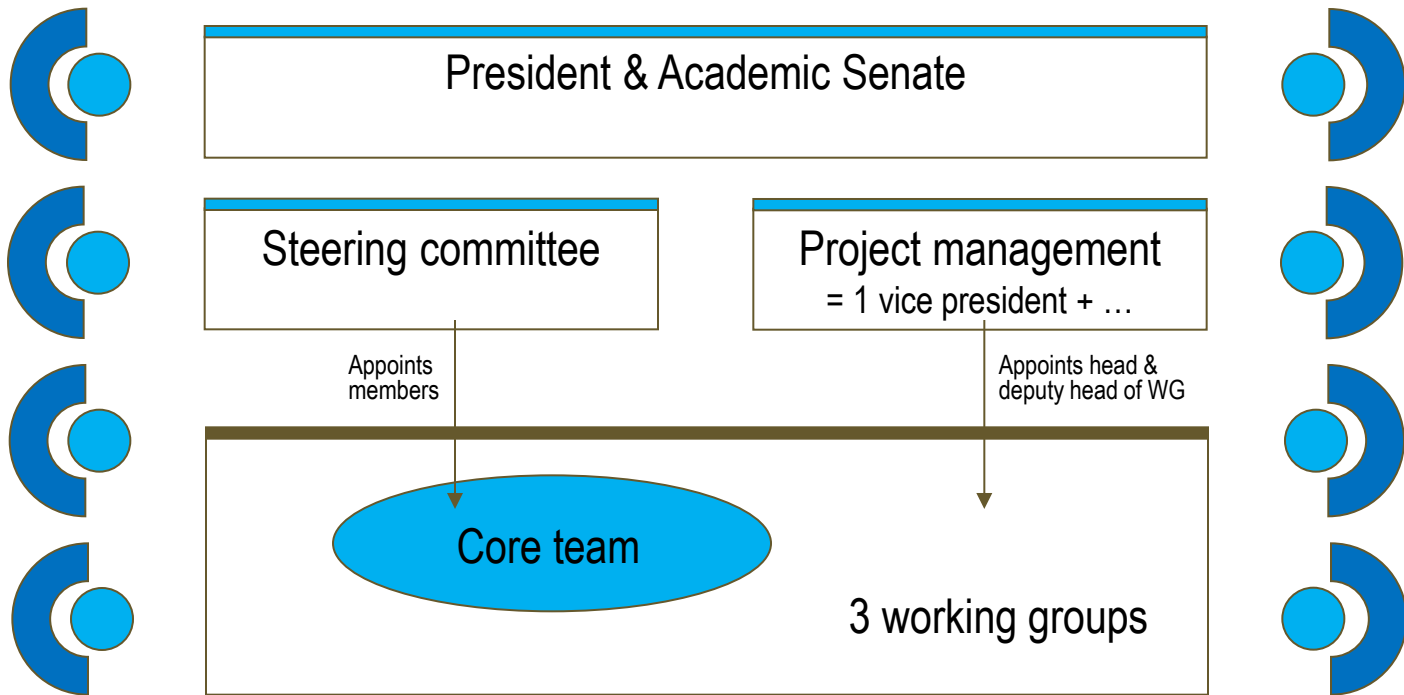 President & Academic Senate
Steering committee
Project management
= 1 vice president + …
Appoints
members
Appoints head &
deputy head of WG
Core team
3 working groups